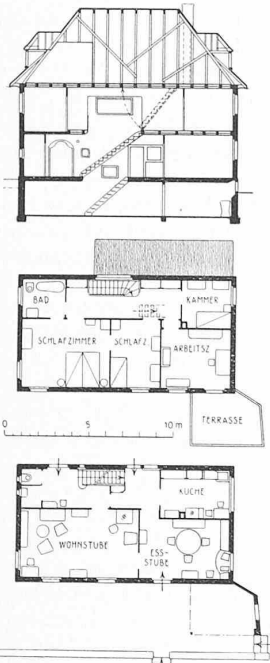 BAD
KAMMER
SCHLAFZIMMER
SCHLAFZ
ARBEITSZ
TERRASSE
0 5 10 m
KÜCHE
WOHNSTUBE
ESS-
STUBE